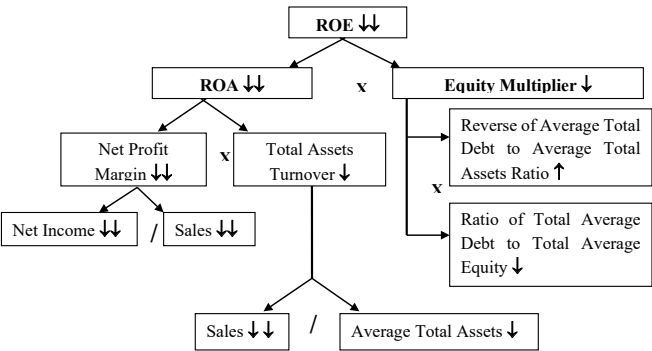 ROE ↓↓
ROA ↓↓
x
Equity Multiplier ↓
Net Profit
Margin ↓↓
x
Total Assets
Turnover ↓
Reverse of Average Total
Debt to Average Total
Assets Ratio ↑
x
Net Income ↓↓
/
Sales ↓↓
Ratio of Total Average
Debt to Total Average
Equity ↓
Sales ↓↓
/
Average Total Assets ↓